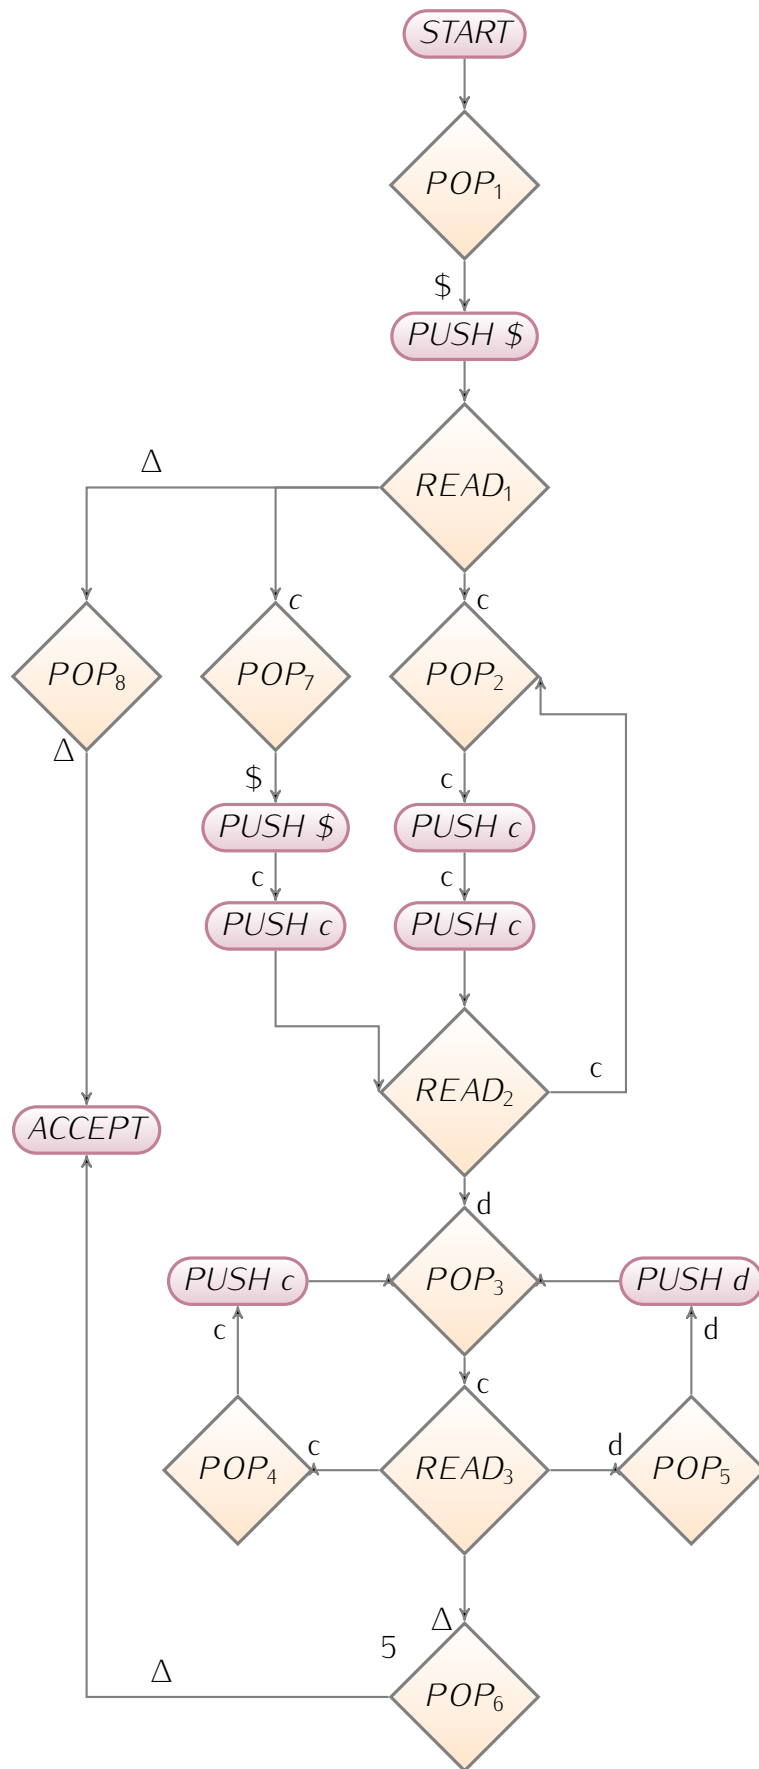 START
POP₁
$
PUSH $
READ₁
Δ
c
c
POP₈
POP₇
POP₂
Δ
$
c
PUSH $
PUSH c
c
c
PUSH c
PUSH c
READ₂
c
ACCEPT
d
PUSH c
POP₃
PUSH d
c
d
c
POP₄
c
READ₃
d
POP₅
Δ
5
Δ
POP₆